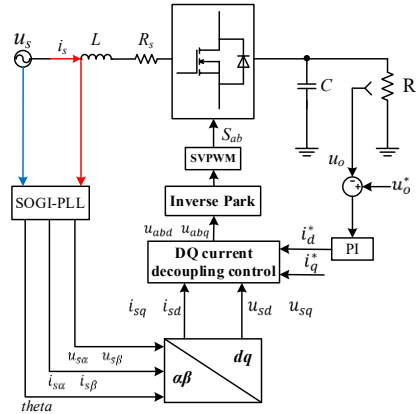 u_s
i_s
L
R_s
C
R
S_ab
u_o
SVPWM
−
+
u_o^*
SOGI-PLL
Inverse Park
u_abd u_abq
i_d^*
PI
DQ current
decoupling control
i_q^*
i_sq i_sd
u_sd u_sq
u_sα u_sβ
dq
i_sα i_sβ
αβ
theta